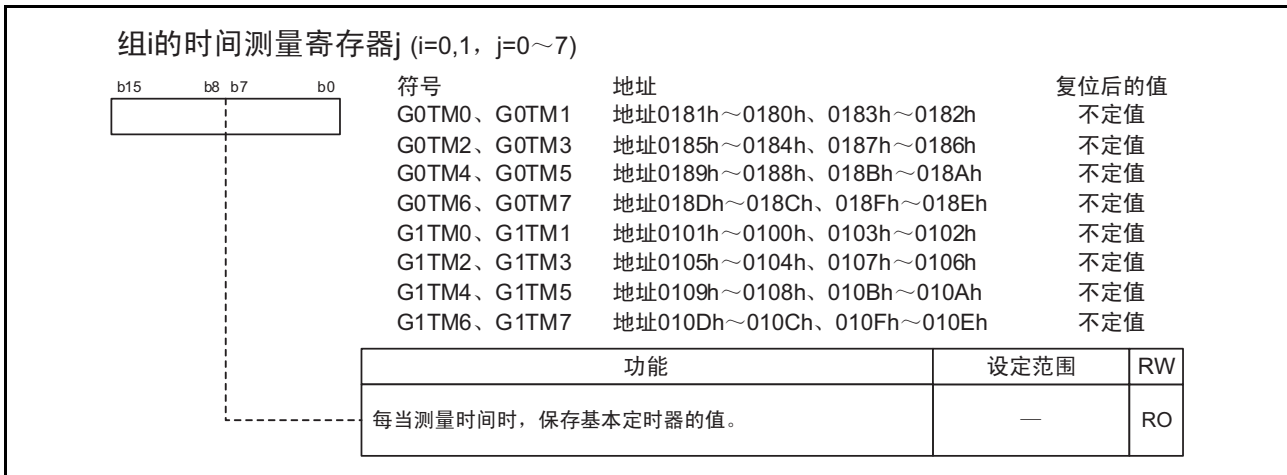 组i的时间测量寄存器j (i=0,1，j=0～7)
b15 b8 b7 b0 符号 地址 复位后的值
G0TM0、G0TM1 地址0181h～0180h、0183h～0182h 不定值
G0TM2、G0TM3 地址0185h～0184h、0187h～0186h 不定值
G0TM4、G0TM5 地址0189h～0188h、018Bh～018Ah 不定值
G0TM6、G0TM7 地址018Dh～018Ch、018Fh～018Eh 不定值
G1TM0、G1TM1 地址0101h～0100h、0103h～0102h 不定值
G1TM2、G1TM3 地址0105h～0104h、0107h～0106h 不定值
G1TM4、G1TM5 地址0109h～0108h、010Bh～010Ah 不定值
G1TM6、G1TM7 地址010Dh～010Ch、010Fh～010Eh 不定值
功能 设定范围 RW
每当测量时间时，保存基本定时器的值。 — RO